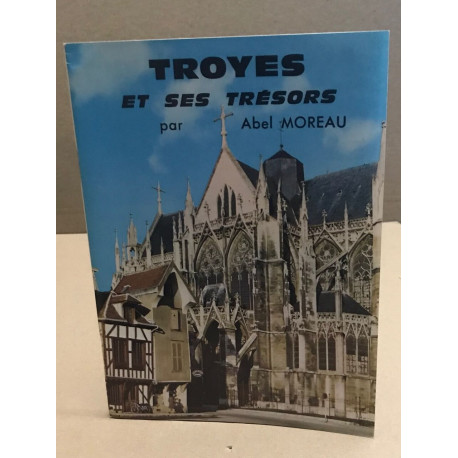 TROYES
ET SES TRÉSORS
par Abel MOREAU